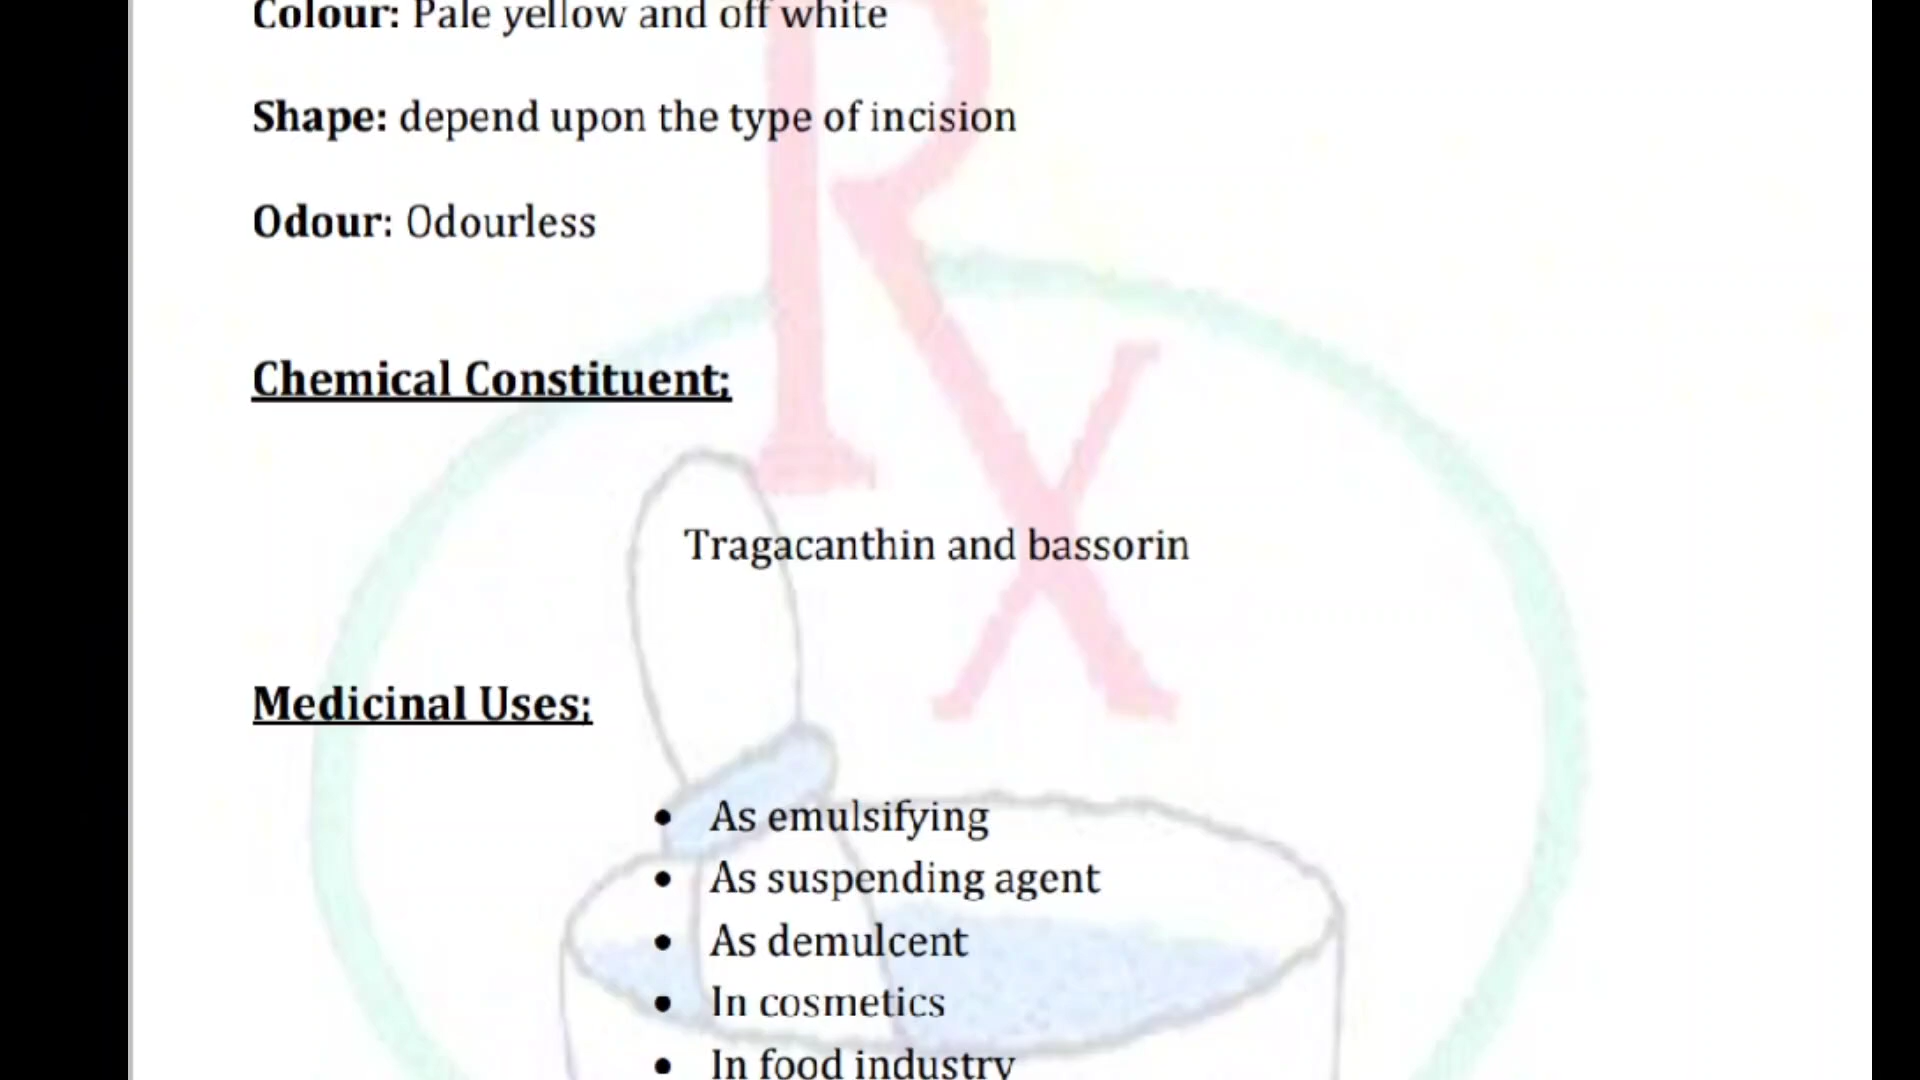 Colour: Pale yellow and off white
Shape: depend upon the type of incision
Odour: Odourless
Chemical Constituent;
Tragacanthin and bassorin
Medicinal Uses;
• As emulsifying
• As suspending agent
• As demulcent
• In cosmetics
• In food industry
Rx